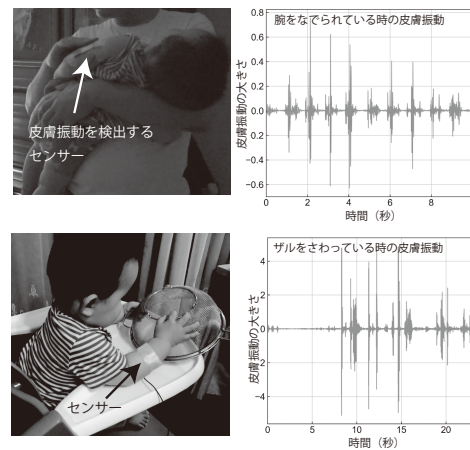 皮膚振動を検出する
センサー
腕をなでられている時の皮膚振動
皮膚振動の大きさ
0.8
0.6
0.4
0.2
0.0
−0.2
−0.4
−0.6
0
2
4
6
8
時間（秒）
センサー
ザルをさわっている時の皮膚振動
皮膚振動の大きさ
4
2
0
−2
−4
0
5
10
15
20
時間（秒）